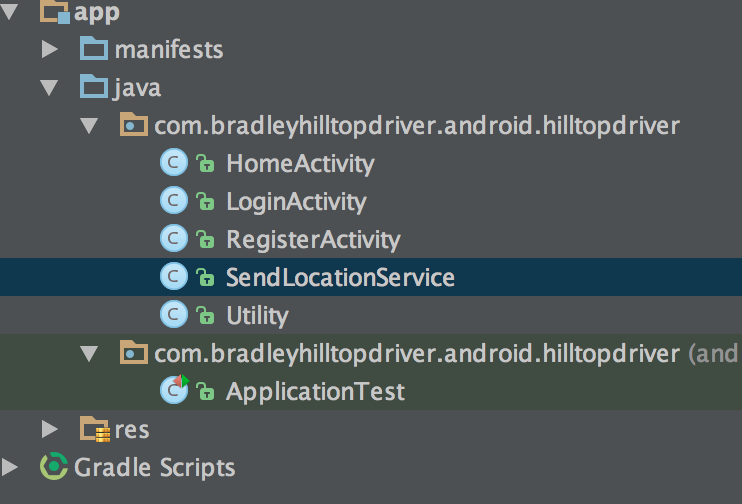 app
manifests
java
com.bradleyhilltopdriver.android.hilltopdriver
C HomeActivity
C LoginActivity
C RegisterActivity
C SendLocationService
C Utility
com.bradleyhilltopdriver.android.hilltopdriver (and
C ApplicationTest
res
Gradle Scripts